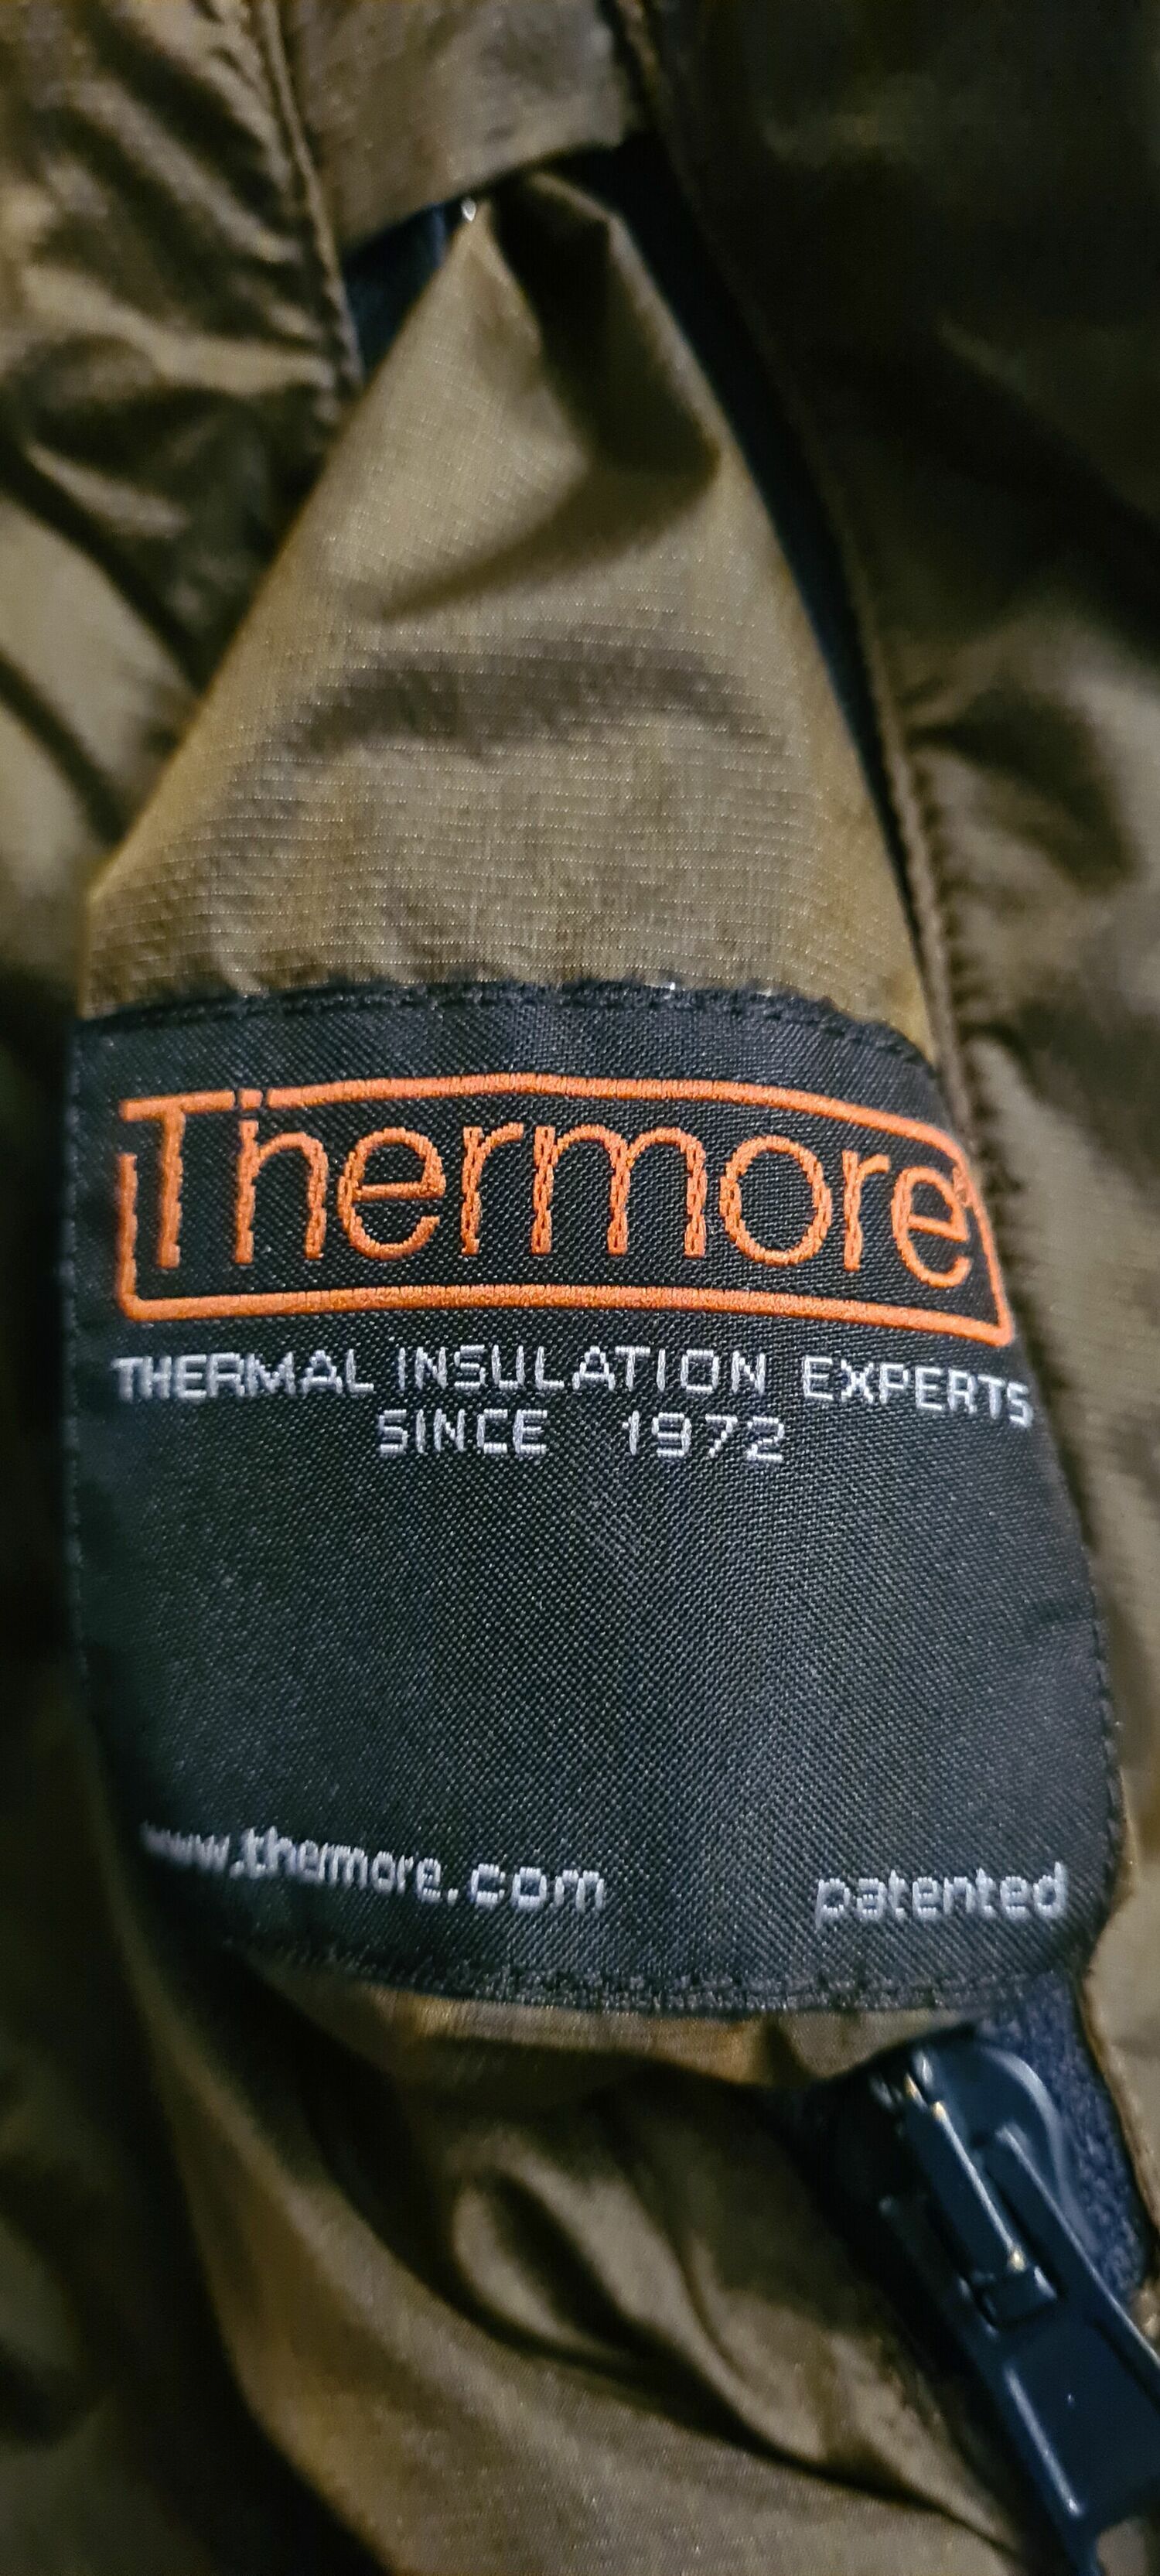 Thermore
THERMAL INSULATION EXPERTS
SINCE 1972
www.thermore.com patented